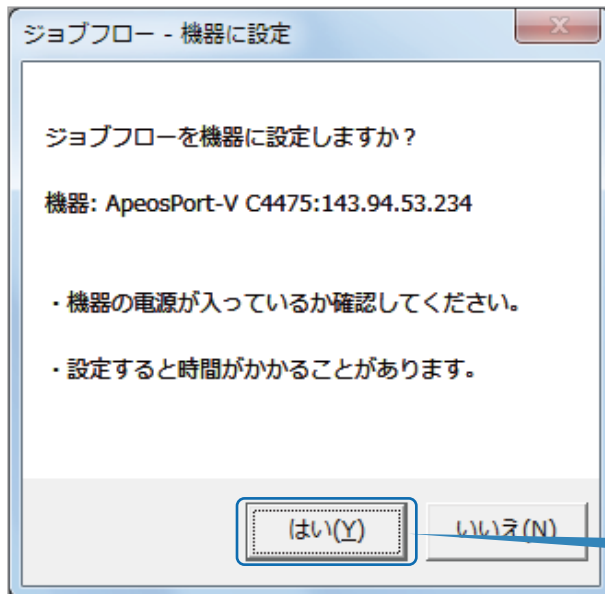 ジョブフロー - 機器に設定
ジョブフローを機器に設定しますか？
機器: ApeosPort-V C4475:143.94.53.234
・機器の電源が入っているか確認してください。
・設定すると時間がかかることがあります。
はい(Y)
いいえ(N)